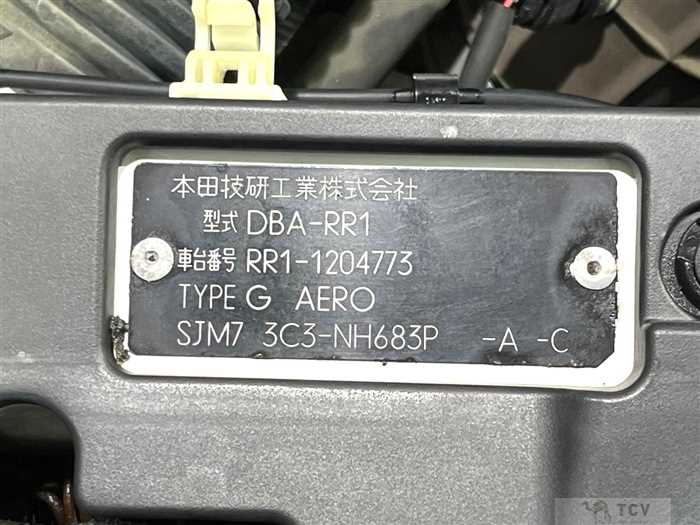 本田技研工業株式会社
型式 DBA-RR1
車台番号 RR1-1204773
TYPE G AERO
SJM7 3C3-NH683P -A -C
TCV